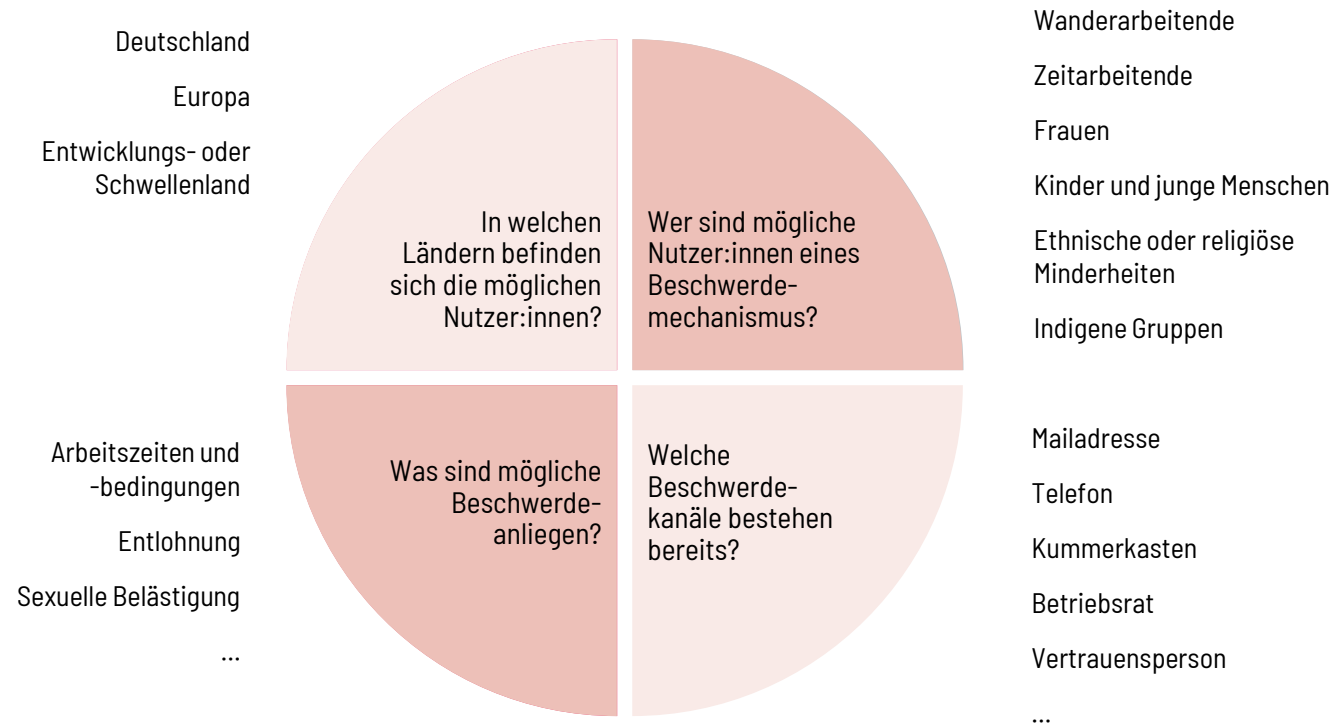 Deutschland
Europa
Entwicklungs- oder
Schwellenland
In welchen
Ländern befinden
sich die möglichen
Nutzer:innen?
Wer sind mögliche
Nutzer:innen eines
Beschwerde-
mechanismus?
Wanderarbeitende
Zeitarbeitende
Frauen
Kinder und junge Menschen
Ethnische oder religiöse
Minderheiten
Indigene Gruppen
Arbeitszeiten und
-bedingungen
Entlohnung
Sexuelle Belästigung
...
Was sind mögliche
Beschwerde-
anliegen?
Welche
Beschwerde-
kanäle bestehen
bereits?
Mailadresse
Telefon
Kummerkasten
Betriebsrat
Vertrauensperson
...